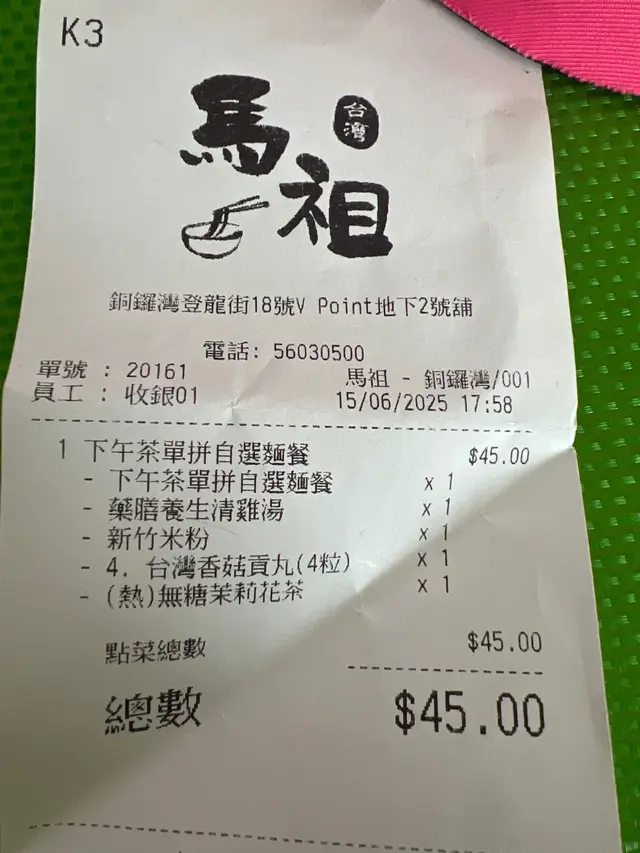 K3
台灣
馬祖
銅鑼灣登龍街18號V Point地下2號舖
電話: 56030500
單號 : 20161
馬祖 - 銅鑼灣/001
員工 : 收銀01
15/06/2025 17:58
1 下午茶單拼自選麵餐 $45.00
- 下午茶單拼自選麵餐 x 1
- 藥膳養生清雞湯 x 1
- 新竹米粉 x 1
- 4. 台灣香菇貢丸(4粒) x 1
- (熱)無糖茉莉花茶 x 1
點菜總數 $45.00
總數 $45.00